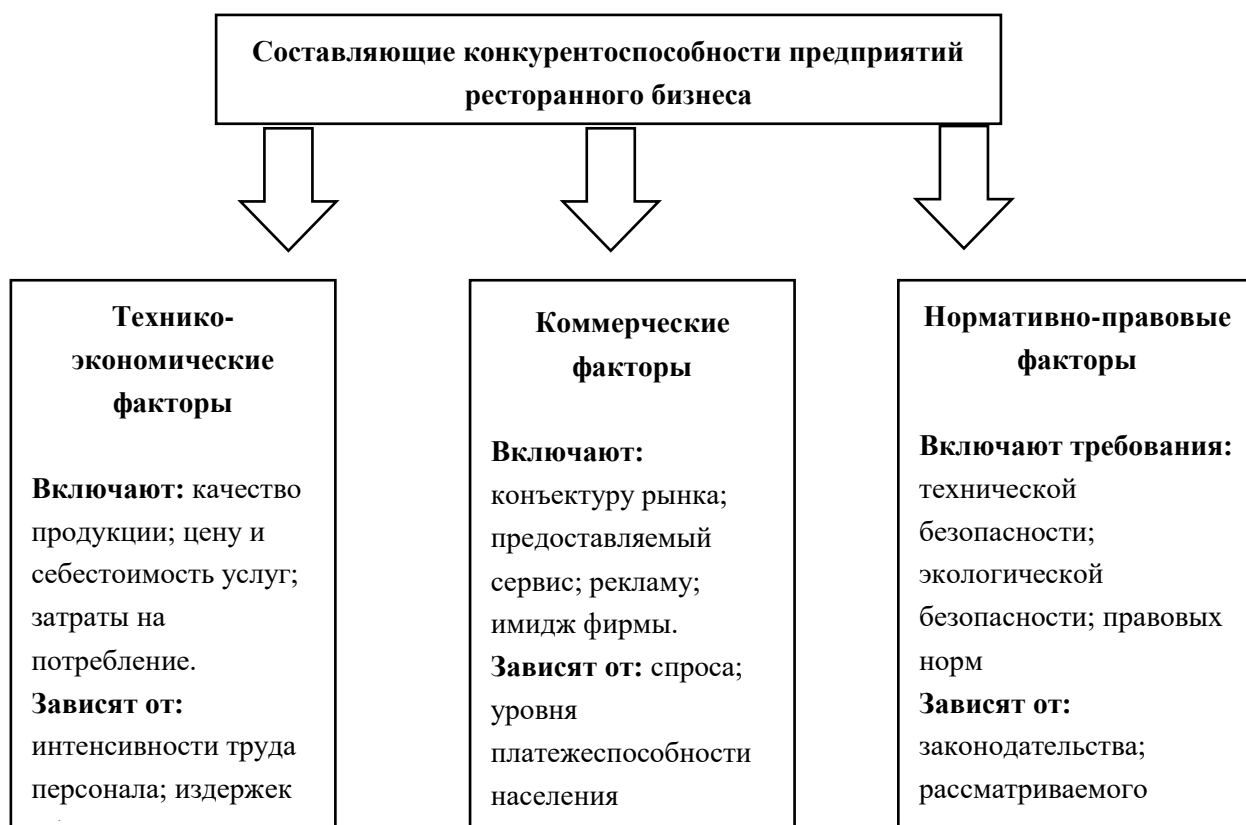 Составляющие конкурентоспособности предприятий
ресторанного бизнеса
Технико-
экономические
факторы
Включают: качество
продукции; цену и
себестоимость услуг;
затраты на
потребление.
Зависят от:
интенсивности труда
персонала; издержек
Коммерческие
факторы
Включают:
конъектуру рынка;
предоставляемый
сервис; рекламу;
имидж фирмы.
Зависят от: спроса;
уровня
платежеспособности
населения
Нормативно-правовые
факторы
Включают требования:
технической
безопасности;
экологической
безопасности; правовых
норм
Зависят от:
законодательства;
рассматриваемого